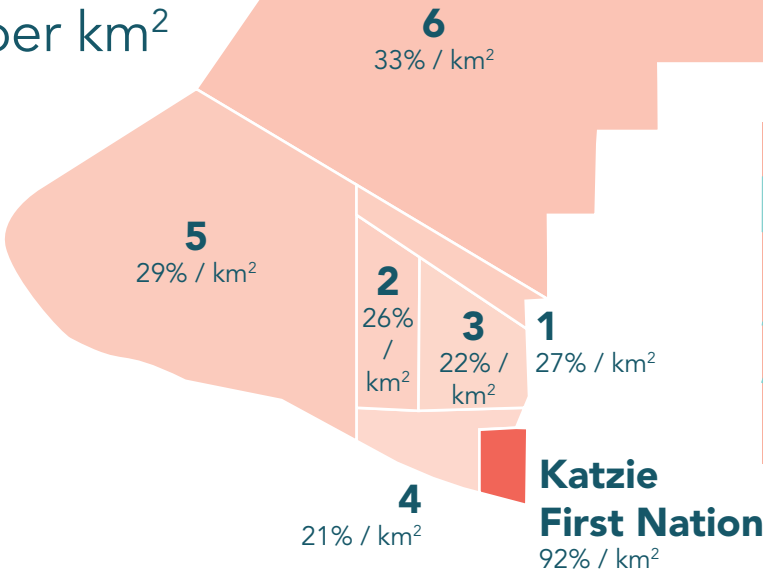 per km²
6
33% / km²
5
29% / km²
2
26%
/
km²
3
22% /
km²
1
27% / km²
4
21% / km²
Katzie
First Nation
92% / km²